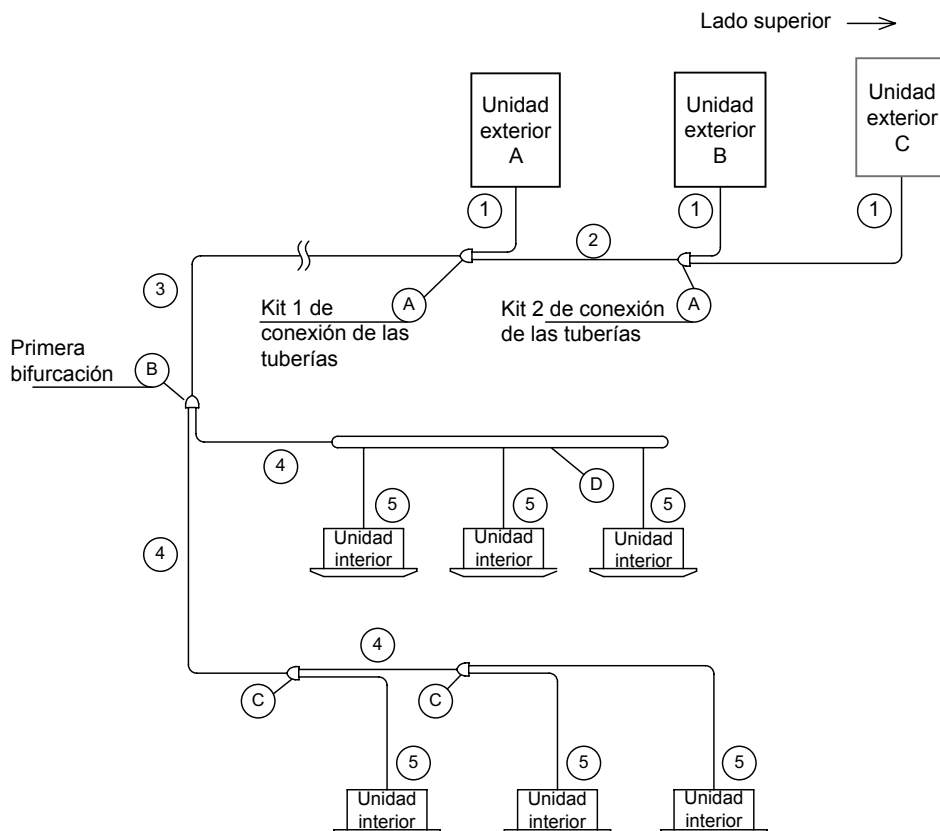 Lado superior
Unidad
exterior
A
Unidad
exterior
B
Unidad
exterior
C
1
1
1
2
3
Kit 1 de
conexión de las
tuberías
A
Kit 2 de conexión
de las tuberías
A
Primera
bifurcación
B
4
D
5
5
5
Unidad
interior
Unidad
interior
Unidad
interior
4
4
C
C
5
5
5
Unidad
interior
Unidad
interior
Unidad
interior